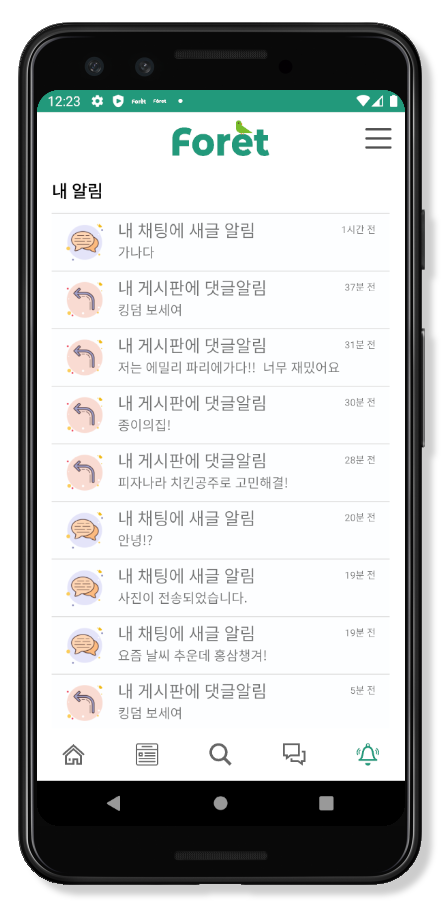 12:23
Forêt
내 알림
내 채팅에 새글 알림 1시간 전
가나다
내 게시판에 댓글알림 37분 전
킹덤 보세여
내 게시판에 댓글알림 31분 전
저는 에밀리 파리에가다!! 너무 재밌어요
내 게시판에 댓글알림 30분 전
종이의집!
내 게시판에 댓글알림 28분 전
피자나라 치킨공주로 고민해결!
내 채팅에 새글 알림 20분 전
안녕!?
내 채팅에 새글 알림 19분 전
사진이 전송되었습니다.
내 채팅에 새글 알림 19분 전
요즘 날씨 추운데 홍삼챙겨!
내 게시판에 댓글알림 5분 전
킹덤 보세여